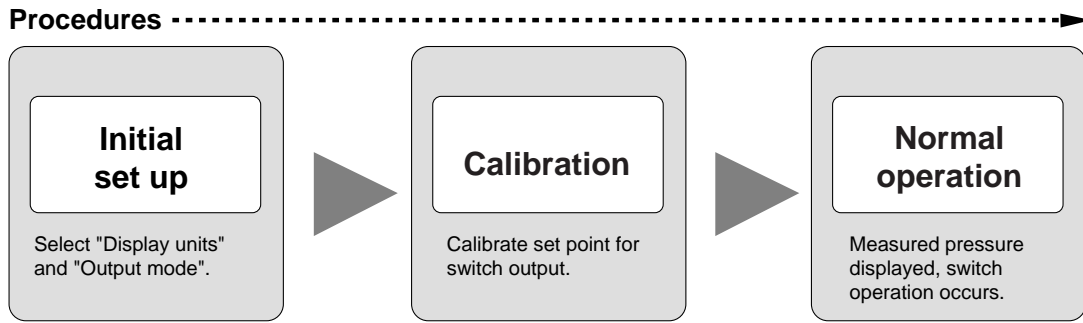 Procedures
Initial
set up
Select "Display units"
and "Output mode".
Calibration
Calibrate set point for
switch output.
Normal
operation
Measured pressure
displayed, switch
operation occurs.